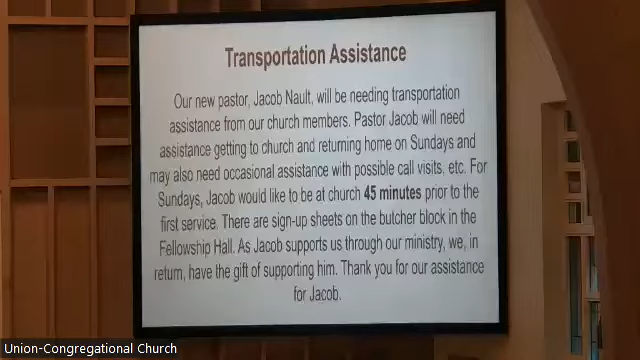 Transportation Assistance
Our new pastor, Jacob Nault, will be needing transportation
assistance from our church members. Pastor Jacob will need
assistance getting to church and returning home on Sundays and
may also need occasional assistance with possible call visits, etc. For
Sundays, Jacob would like to be at church 45 minutes prior to the
first service. There are sign-up sheets on the butcher block in the
Fellowship Hall. As Jacob supports us through our ministry, we, in
return, have the gift of supporting him. Thank you for our assistance
for Jacob.
Union-Congregational Church